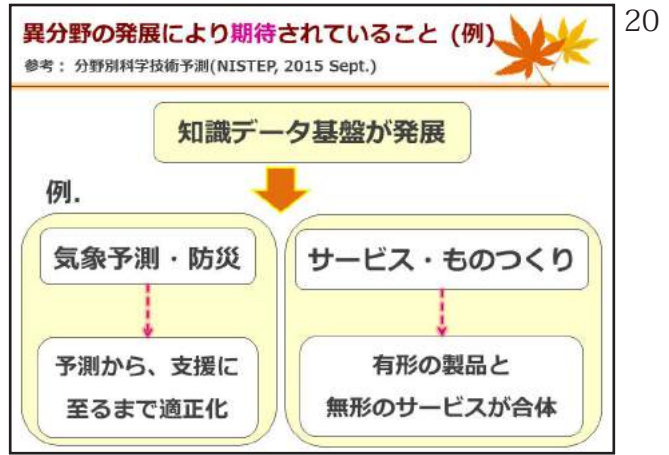 異分野の発展により期待されていること (例)
参考： 分野別科学技術予測(NISTEP, 2015 Sept.)
知識データ基盤が発展
例.
気象予測・防災
予測から、支援に
至るまで適正化
サービス・ものつくり
有形の製品と
無形のサービスが合体
20